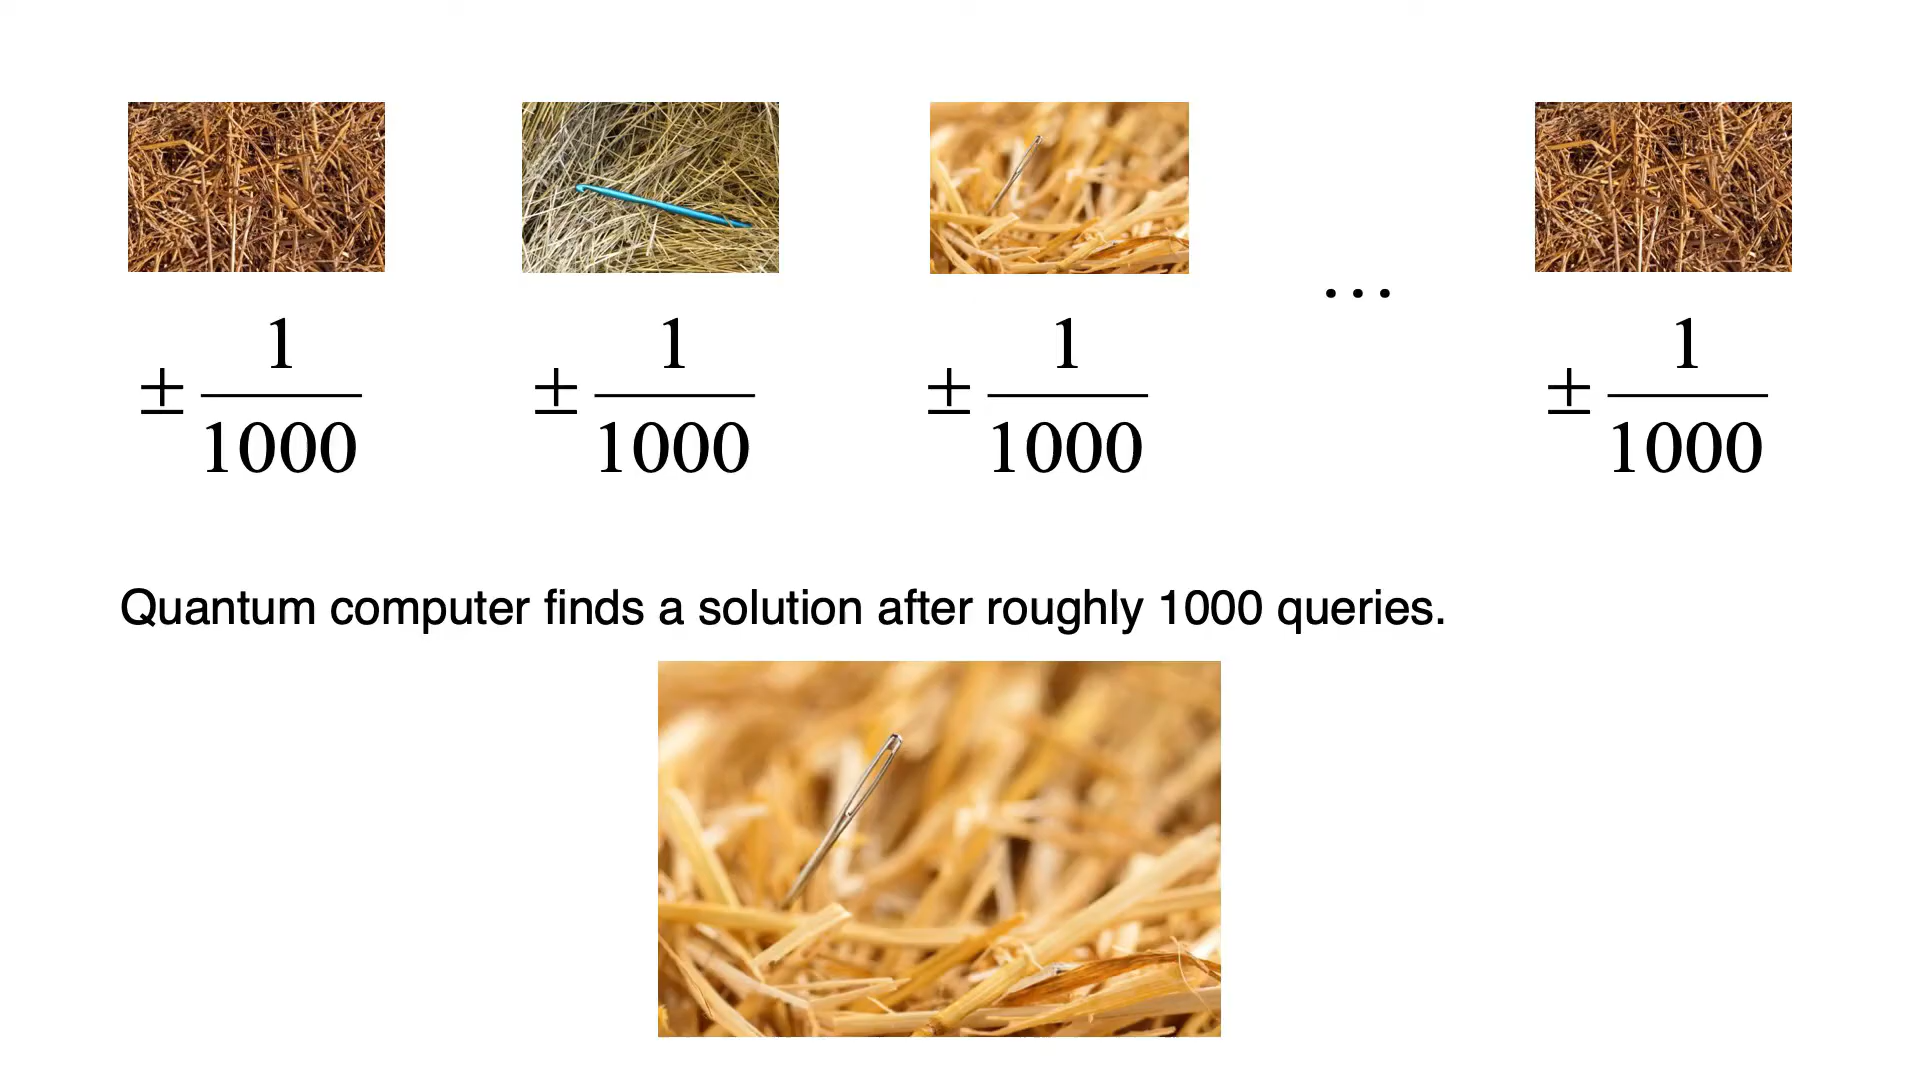 ± 1/1000 ± 1/1000 ± 1/1000 ... ± 1/1000
Quantum computer finds a solution after roughly 1000 queries.